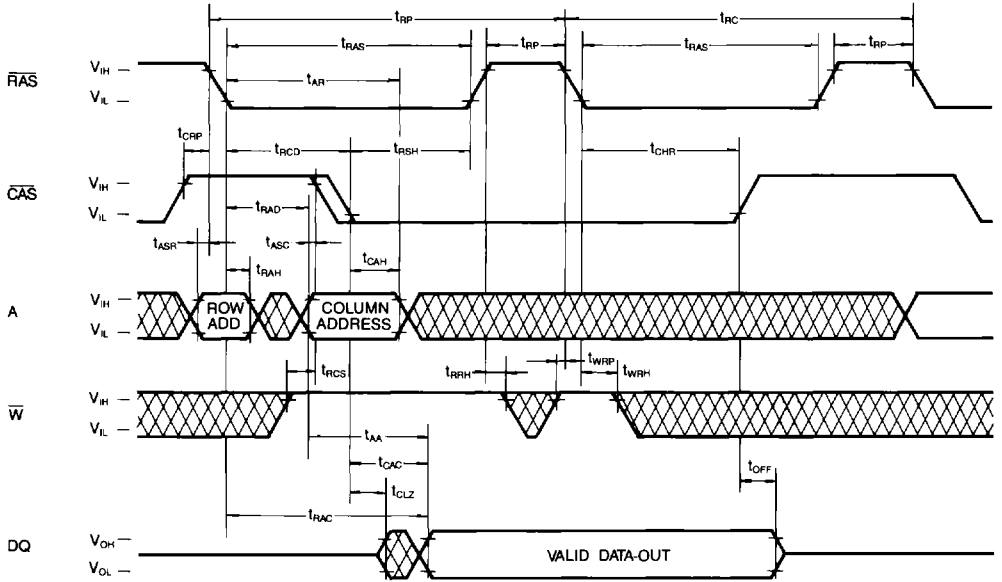 tRP tRC
tRAS tRP tRAS tRP
RAS VIH tAR
VIL
tCRP tRCD tRSH tCHR
CAS VIH
VIL tRAD
tASR tASC tCAH
tRAH
A VIH ROW ADD COLUMN ADDRESS
VIL
tRCS tRRH tWRP tWRH
W VIH
VIL
tAA
tCAC tOFF
tCLZ
tRAC
DQ VOH VALID DATA-OUT
VOL